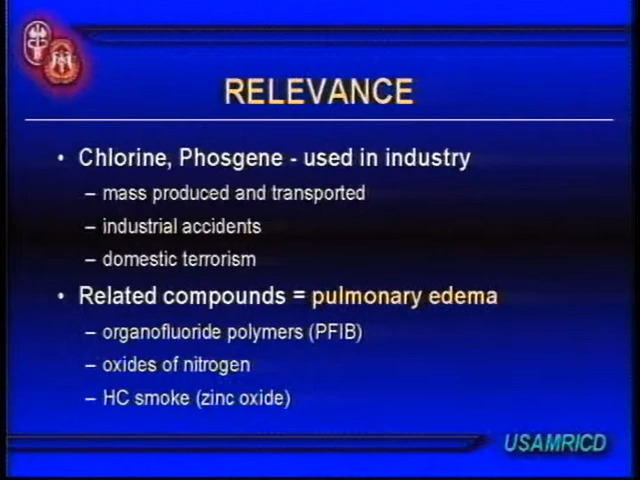 RELEVANCE
• Chlorine, Phosgene - used in industry
– mass produced and transported
– industrial accidents
– domestic terrorism
• Related compounds = pulmonary edema
– organofluoride polymers (PFIB)
– oxides of nitrogen
– HC smoke (zinc oxide)
USAMRICD